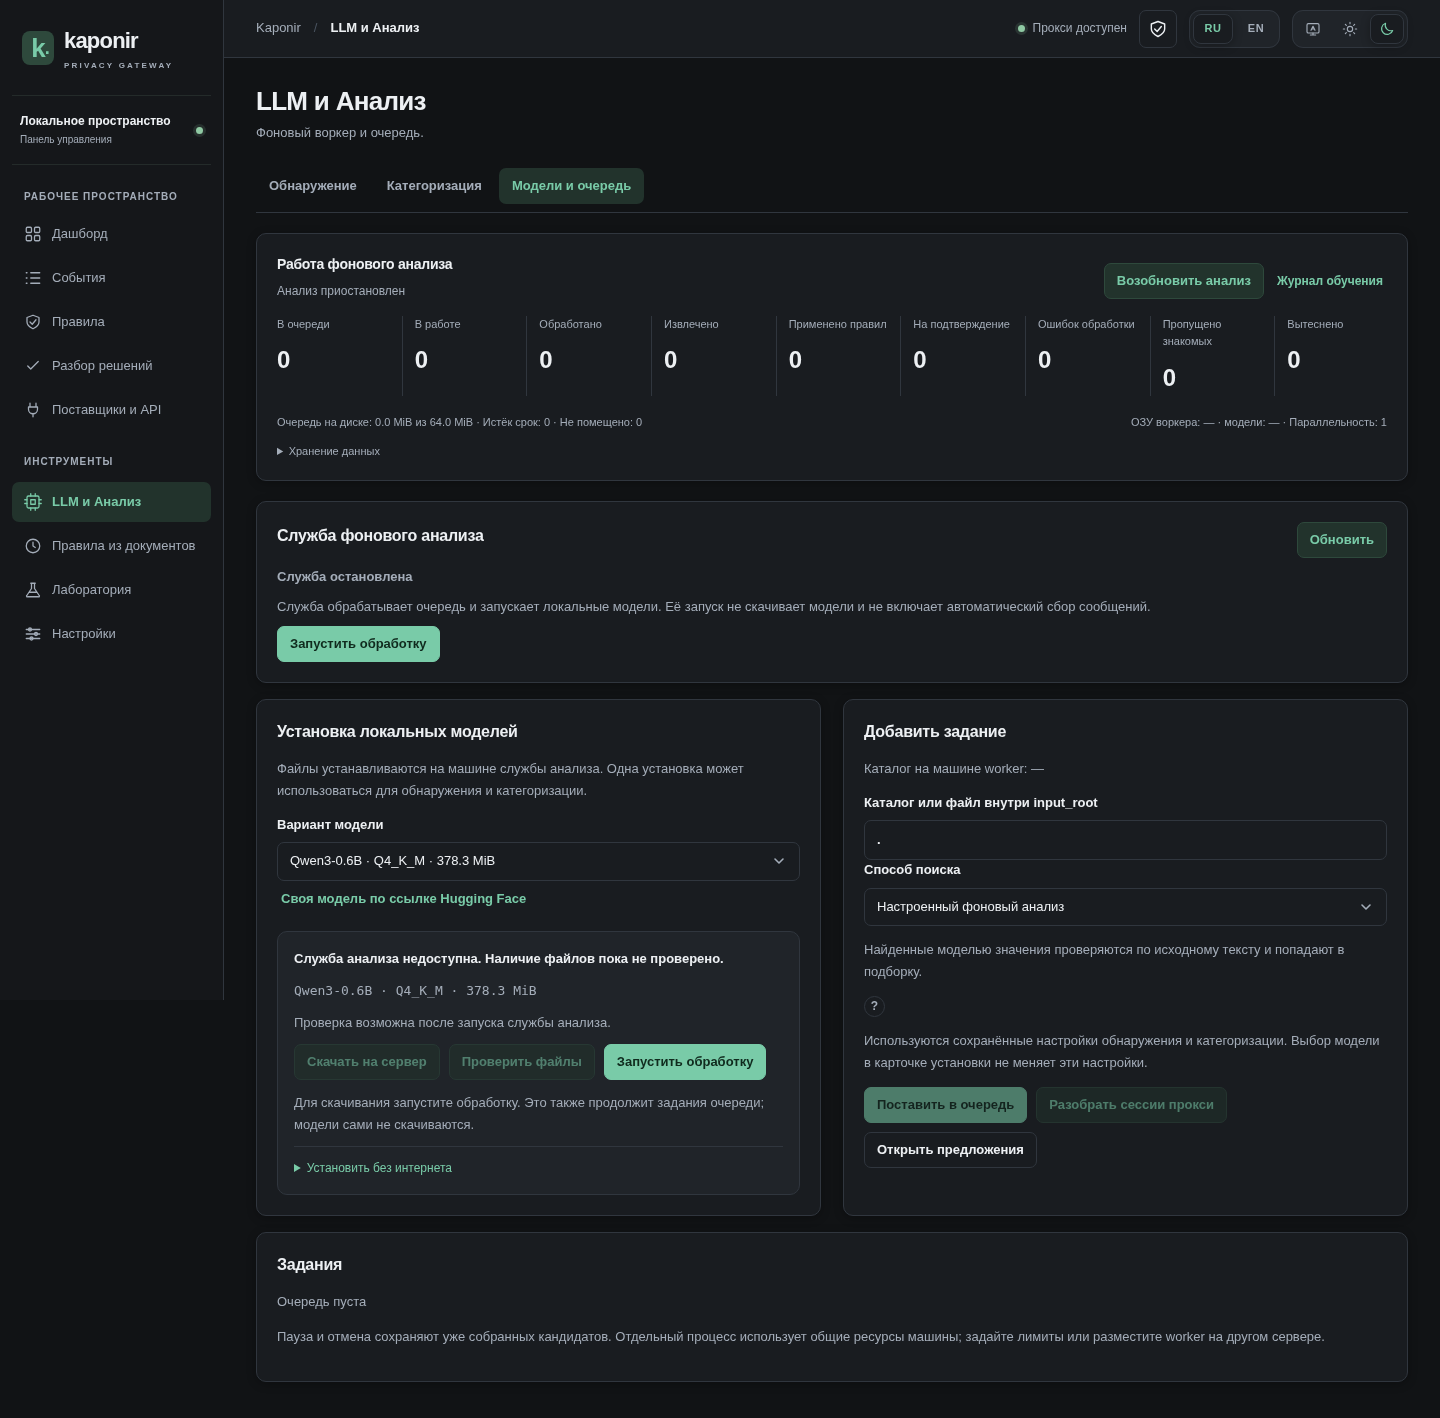 k.
kaponir
PRIVACY GATEWAY
Локальное пространство
Панель управления
РАБОЧЕЕ ПРОСТРАНСТВО
Дашборд
События
Правила
Разбор решений
Поставщики и API
ИНСТРУМЕНТЫ
LLM и Анализ
Правила из документов
Лаборатория
Настройки
Kaponir / LLM и Анализ
Прокси доступен
RU EN
LLM и Анализ
Фоновый воркер и очередь.
Обнаружение Категоризация Модели и очередь
Работа фонового анализа
Анализ приостановлен
Возобновить анализ Журнал обучения
В очереди
0
В работе
0
Обработано
0
Извлечено
0
Применено правил
0
На подтверждение
0
Ошибок обработки
0
Пропущено
знакомых
0
Вытеснено
0
Очередь на диске: 0.0 MiB из 64.0 MiB · Истёк срок: 0 · Не помещено: 0
ОЗУ воркера: — · модели: — · Параллельность: 1
Хранение данных
Служба фонового анализа
Обновить
Служба остановлена
Служба обрабатывает очередь и запускает локальные модели. Её запуск не скачивает модели и не включает автоматический сбор сообщений.
Запустить обработку
Установка локальных моделей
Файлы устанавливаются на машине службы анализа. Одна установка может
использоваться для обнаружения и категоризации.
Вариант модели
Qwen3-0.6B · Q4_K_M · 378.3 MiB
Своя модель по ссылке Hugging Face
Служба анализа недоступна. Наличие файлов пока не проверено.
Qwen3-0.6B · Q4_K_M · 378.3 MiB
Проверка возможна после запуска службы анализа.
Скачать на сервер Проверить файлы Запустить обработку
Для скачивания запустите обработку. Это также продолжит задания очереди;
модели сами не скачиваются.
Установить без интернета
Добавить задание
Каталог на машине worker: —
Каталог или файл внутри input_root
.
Способ поиска
Настроенный фоновый анализ
Найденные моделью значения проверяются по исходному тексту и попадают в
подборку.
?
Используются сохранённые настройки обнаружения и категоризации. Выбор модели
в карточке установки не меняет эти настройки.
Поставить в очередь Разобрать сессии прокси
Открыть предложения
Задания
Очередь пуста
Пауза и отмена сохраняют уже собранных кандидатов. Отдельный процесс использует общие ресурсы машины; задайте лимиты или разместите worker на другом сервере.